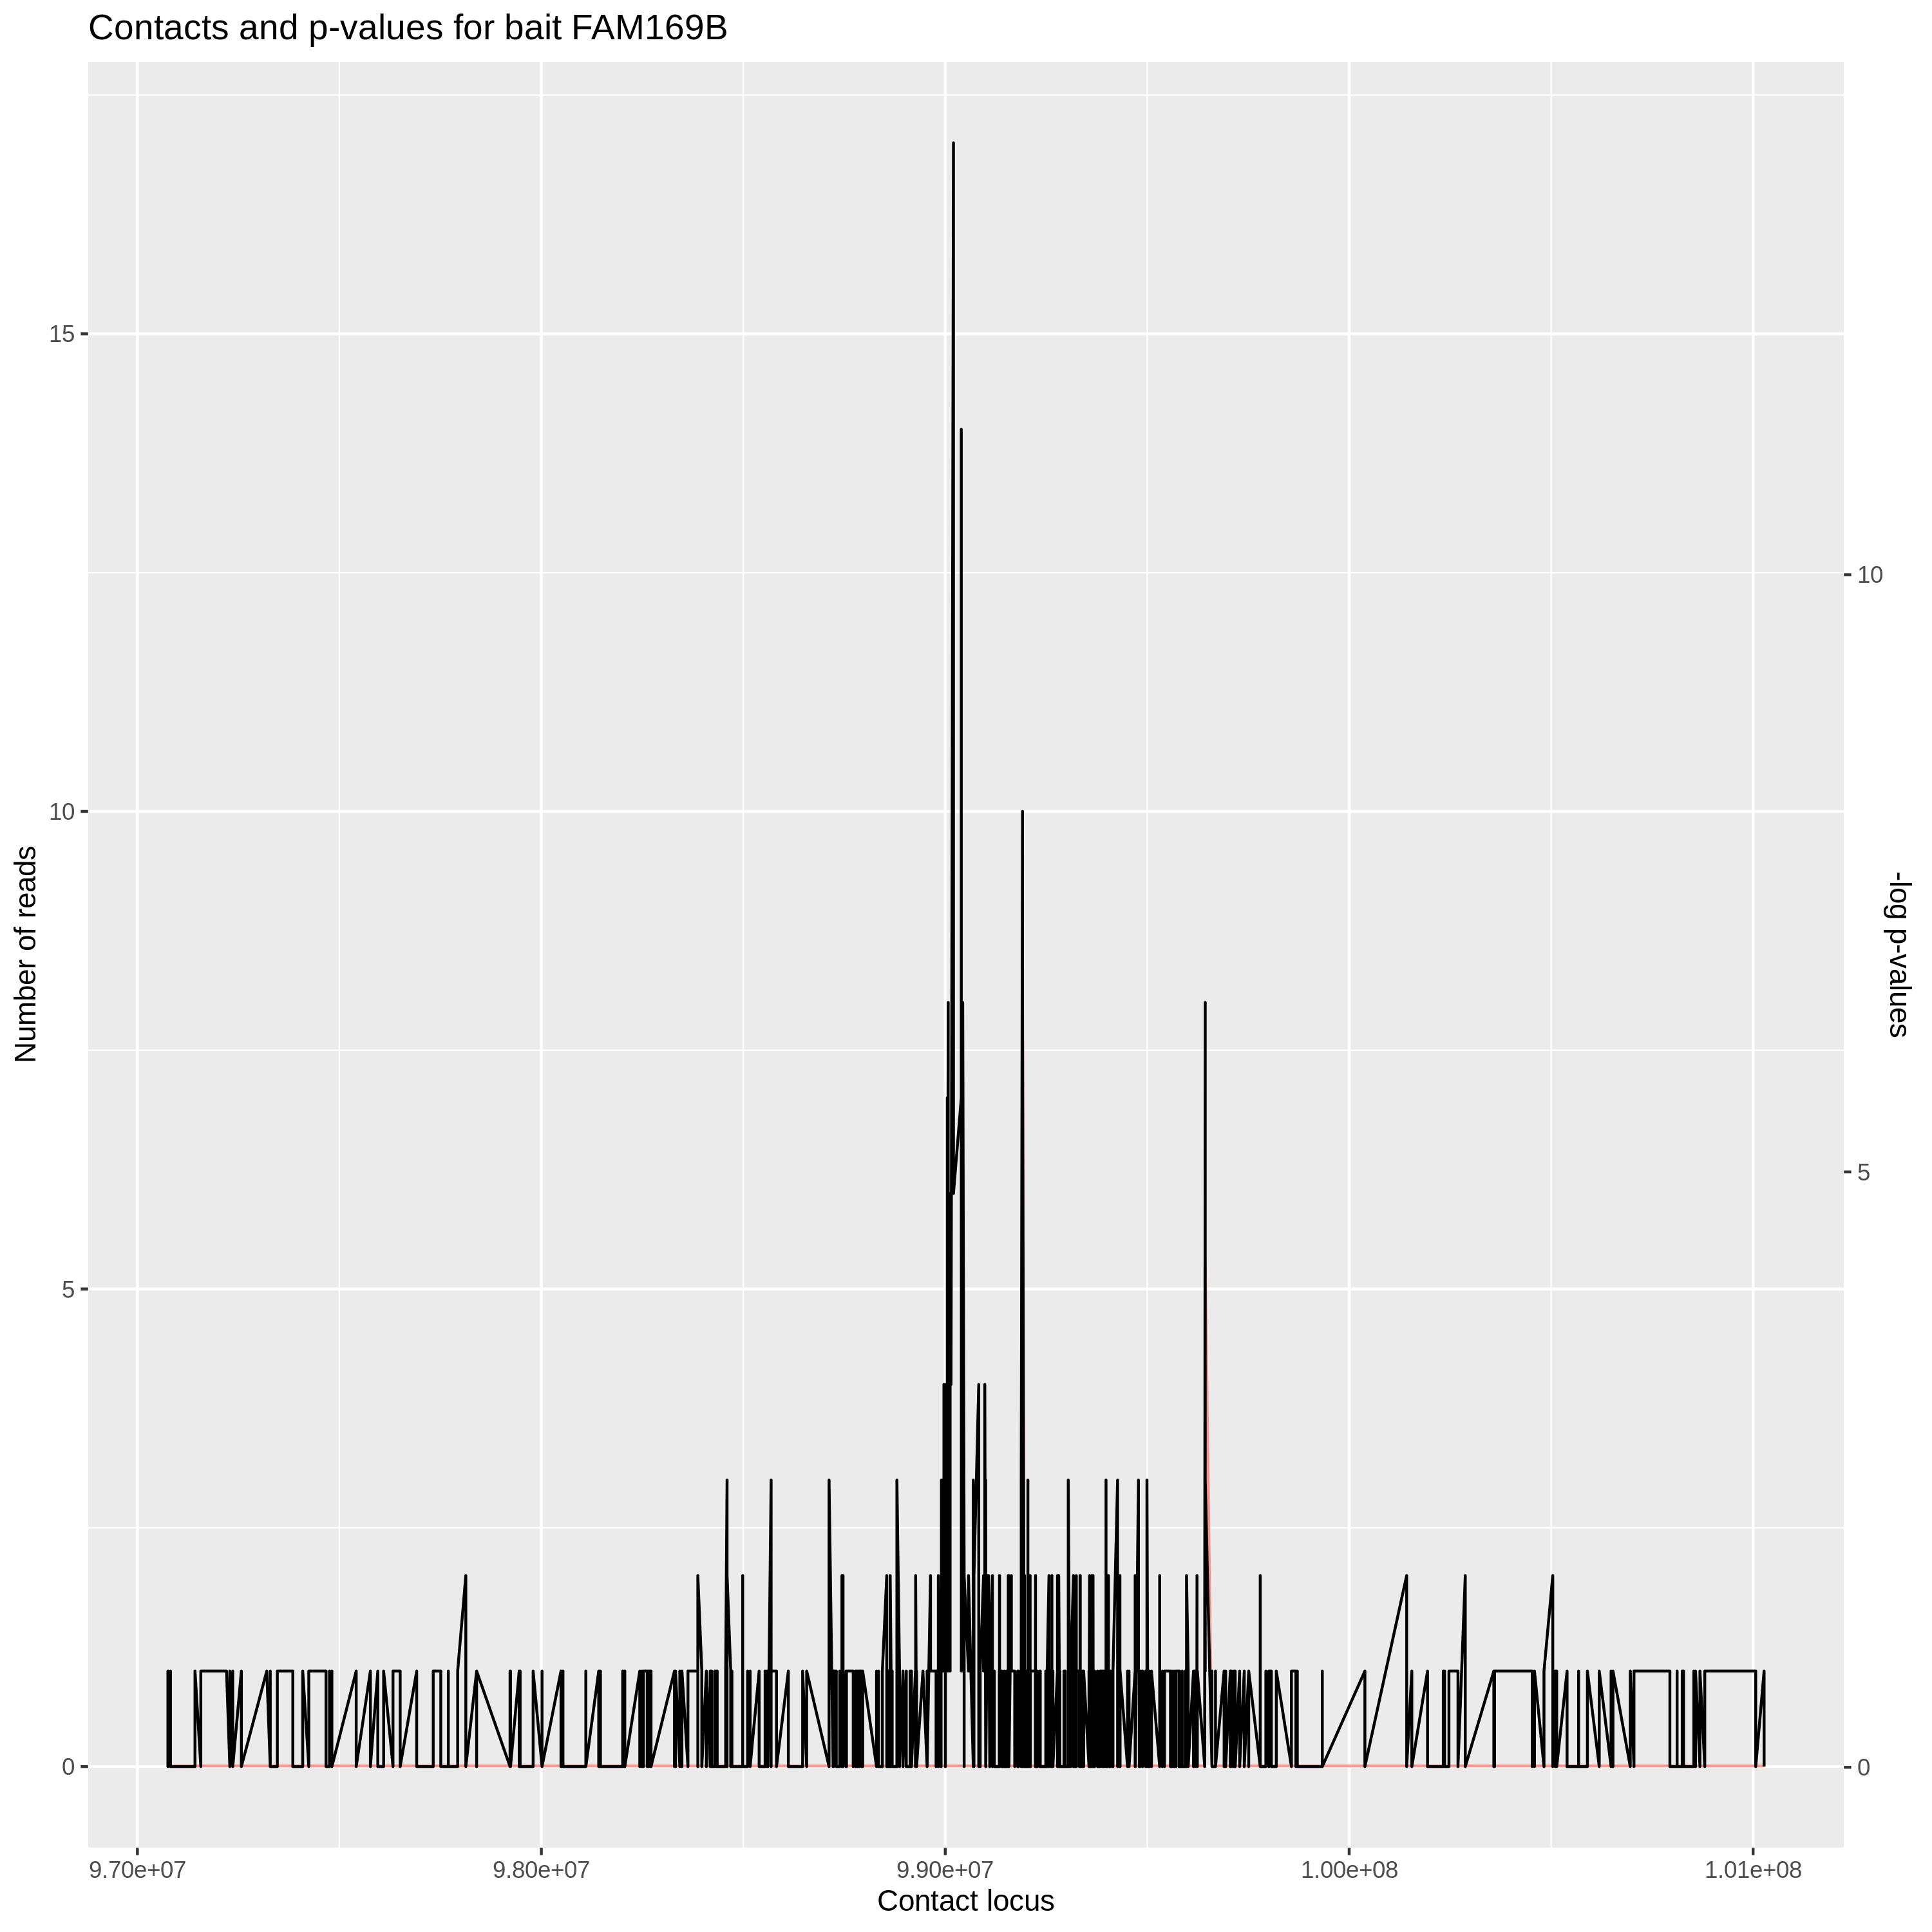 Contacts and p-values for bait FAM169B
15
10
5
0
Number of reads
10
5
0
-log p-values
9.70e+07 9.80e+07 9.90e+07 1.00e+08 1.01e+08
Contact locus